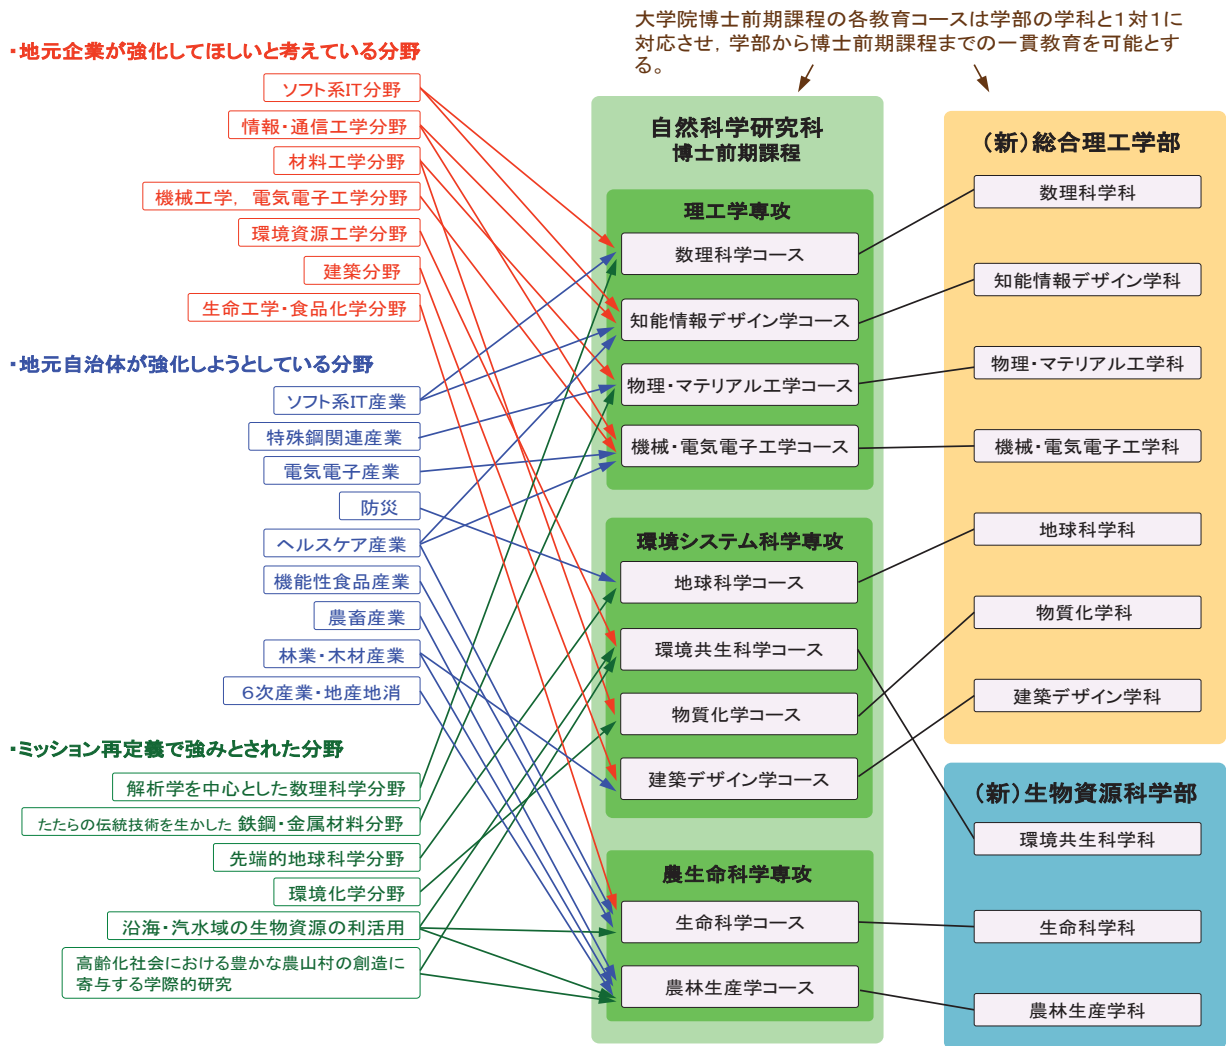 大学院博士前期課程の各教育コースは学部の学科と1対1に
対応させ，学部から博士前期課程までの一貫教育を可能とす
る。
・地元企業が強化してほしいと考えている分野
ソフト系IT分野
情報・通信工学分野
材料工学分野
機械工学，電気電子工学分野
環境資源工学分野
建築分野
生命工学・食品化学分野
・地元自治体が強化しようとしている分野
ソフト系IT産業
特殊鋼関連産業
電気電子産業
防災
ヘルスケア産業
機能性食品産業
農畜産業
林業・木材産業
６次産業・地産地消
・ミッション再定義で強みとされた分野
解析学を中心とした数理科学分野
たたらの伝統技術を生かした 鉄鋼・金属材料分野
先端的地球科学分野
環境化学分野
沿海・汽水域の生物資源の利活用
高齢化社会における豊かな農山村の創造に
寄与する学際的研究
自然科学研究科
博士前期課程
理工学専攻
数理科学コース
知能情報デザイン学コース
物理・マテリアル工学コース
機械・電気電子工学コース
環境システム科学専攻
地球科学コース
環境共生科学コース
物質化学コース
建築デザイン学コース
農生命科学専攻
生命科学コース
農林生産学コース
（新）総合理工学部
数理科学科
知能情報デザイン学科
物理・マテリアル工学科
機械・電気電子工学科
地球科学科
物質化学科
建築デザイン学科
（新）生物資源科学部
環境共生科学科
生命科学科
農林生産学科